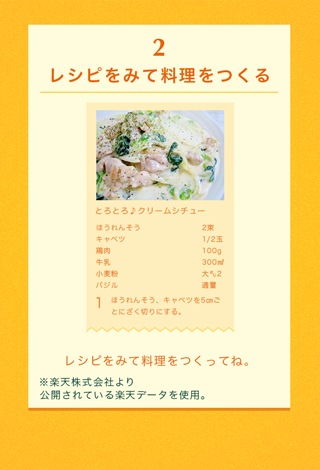 2
レシピをみて料理をつくる
とろとろ♪クリームシチュー
ほうれんそう 2束
キャベツ 1/2玉
鶏肉 100g
牛乳 300㎖
小麦粉 大さじ2
バジル 適量
1 ほうれんそう、キャベツを5㎝ご
とにざく切りにする。
レシピをみて料理をつくってね。
※楽天株式会社より
公開されている楽天データを使用。